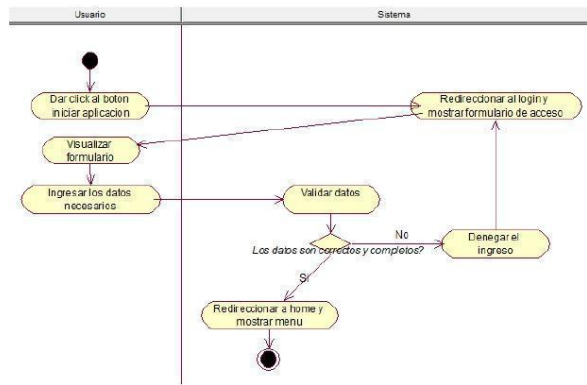 Usuario
Sistema
Dar click al boton
iniciar aplicacion
Redireccionar al login y
mostrar formulario de acceso
Visualizar
formulario
Ingresar los datos
necesarios
Validar datos
Los datos son correctos y completos?
No
Denegar el
ingreso
Si
Redireccionar a home y
mostrar menu